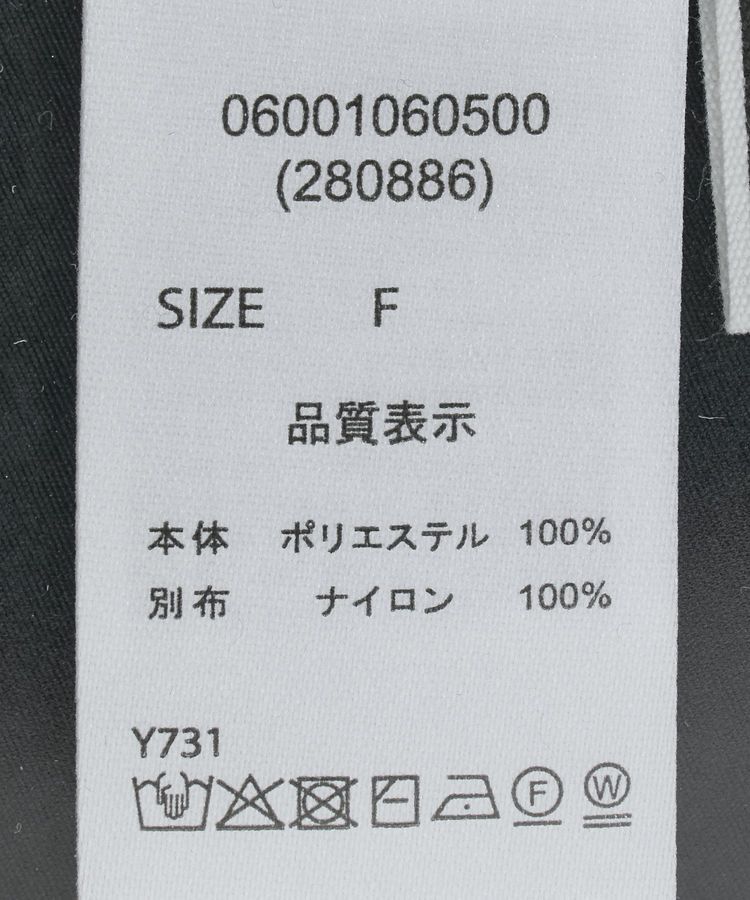 06001060500
(280886)
SIZE F
品質表示
本体 ポリエステル 100%
別布 ナイロン 100%
Y731
F W